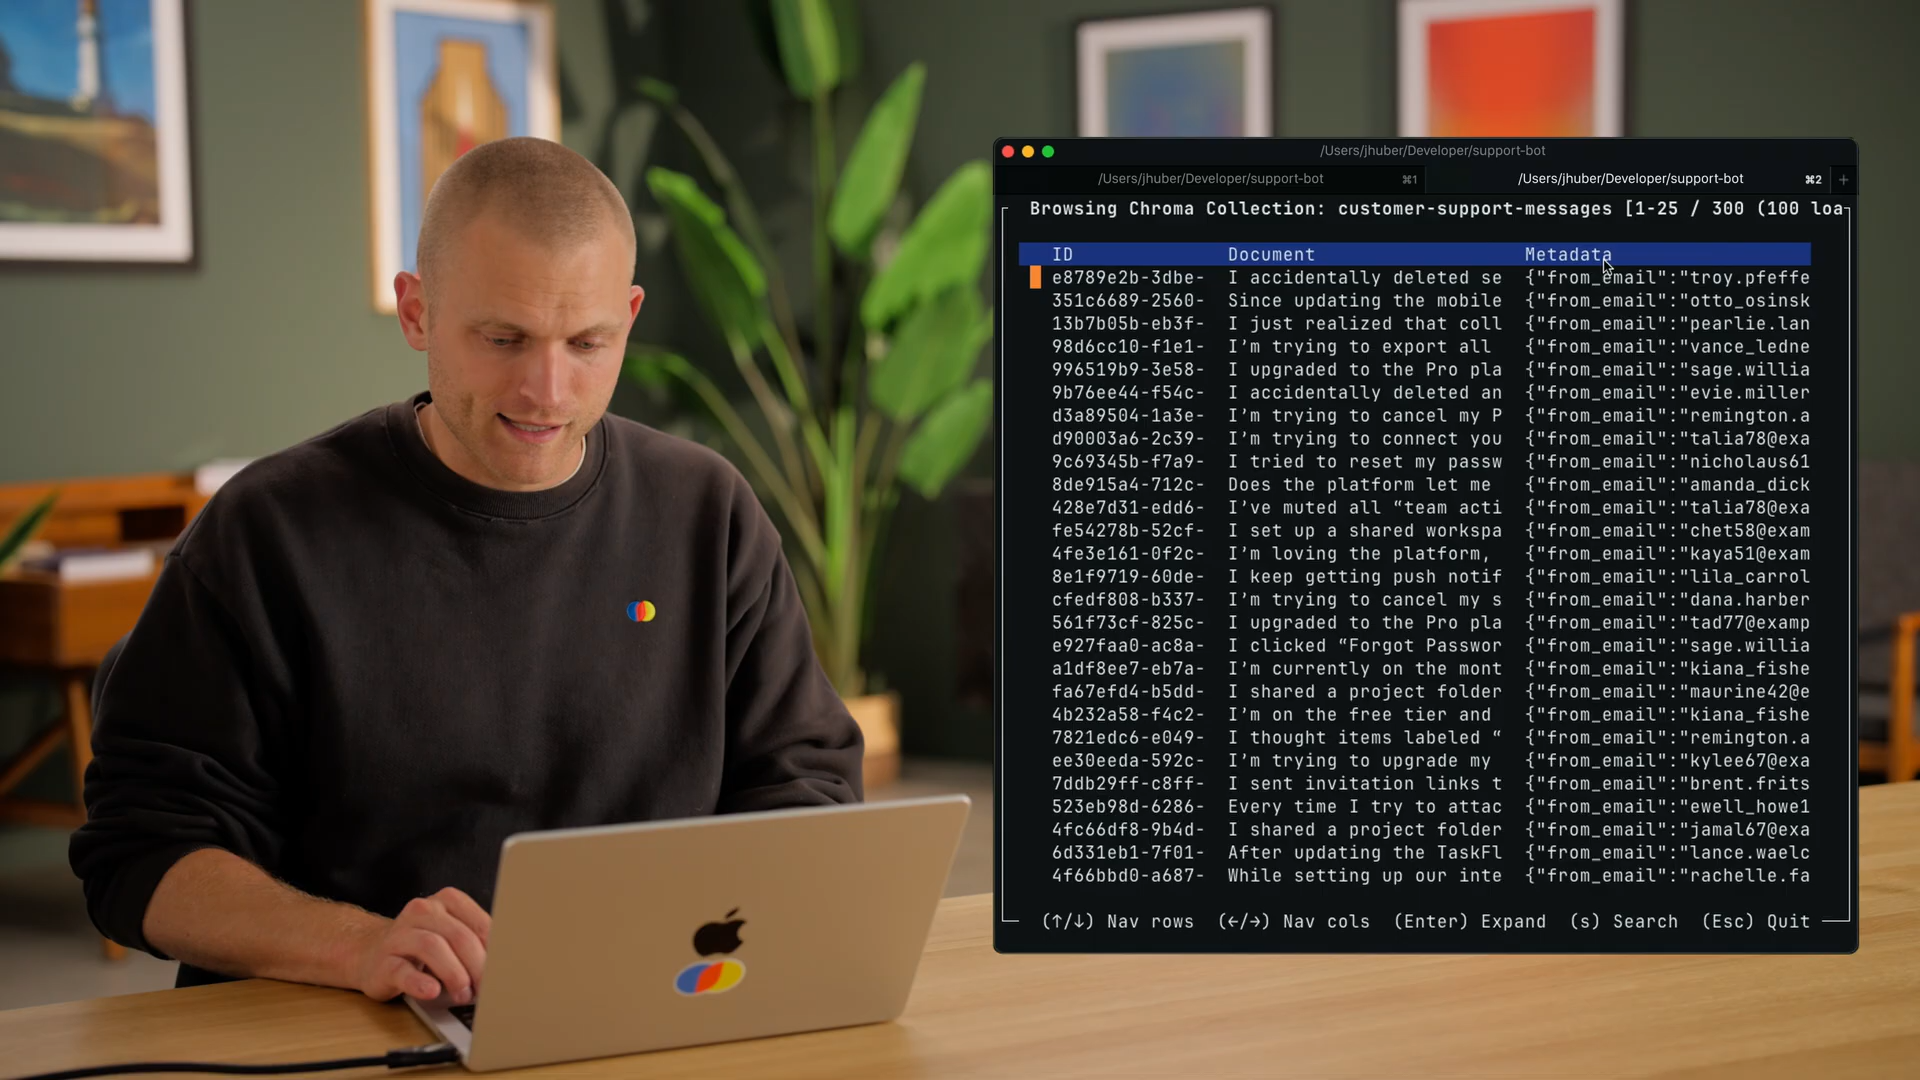 /Users/jhuber/Developer/support-bot
/Users/jhuber/Developer/support-bot ⌘1 /Users/jhuber/Developer/support-bot ⌘2 +
Browsing Chroma Collection: customer-support-messages [1-25 / 300 (100 loa
ID Document Metadata
e8789e2b-3dbe- I accidentally deleted se {"from_email":"troy.pfeffe
351c6689-2560- Since updating the mobile {"from_email":"otto_osinsk
13b7b05b-eb3f- I just realized that coll {"from_email":"pearlie.lan
98d6cc10-f1e1- I’m trying to export all {"from_email":"vance_ledne
996519b9-3e58- I upgraded to the Pro pla {"from_email":"sage.willia
9b76ee44-f54c- I accidentally deleted an {"from_email":"evie.miller
d3a89504-1a3e- I’m trying to cancel my P {"from_email":"remington.a
d90003a6-2c39- I’m trying to connect you {"from_email":"talia78@exa
9c69345b-f7a9- I tried to reset my passw {"from_email":"nicholaus61
8de915a4-712c- Does the platform let me {"from_email":"amanda_dick
428e7d31-edd6- I’ve muted all “team acti {"from_email":"talia78@exa
fe54278b-52cf- I set up a shared workspa {"from_email":"chet58@exam
4fe3e161-0f2c- I’m loving the platform, {"from_email":"kaya51@exam
8e1f9719-60de- I keep getting push notif {"from_email":"lila_carrol
cfedf808-b337- I’m trying to cancel my s {"from_email":"dana.harber
561f73cf-825c- I upgraded to the Pro pla {"from_email":"tad77@examp
e927faa0-ac8a- I clicked “Forgot Passwor {"from_email":"sage.willia
a1df8ee7-eb7a- I’m currently on the mont {"from_email":"kiana_fishe
fa67efd4-b5dd- I shared a project folder {"from_email":"maurine42@e
4b232a58-f4c2- I’m on the free tier and {"from_email":"kiana_fishe
7821edc6-e049- I thought items labeled “ {"from_email":"remington.a
ee30eeda-592c- I’m trying to upgrade my {"from_email":"kylee67@exa
7ddb29ff-c8ff- I sent invitation links t {"from_email":"brent.frits
523eb98d-6286- Every time I try to attac {"from_email":"ewell_howe1
4fc66df8-9b4d- I shared a project folder {"from_email":"jamal67@exa
6d331eb1-7f01- After updating the TaskFl {"from_email":"lance.waelc
4f66bbd0-a687- While setting up our inte {"from_email":"rachelle.fa
(↑/↓) Nav rows (←/→) Nav cols (Enter) Expand (s) Search (Esc) Quit